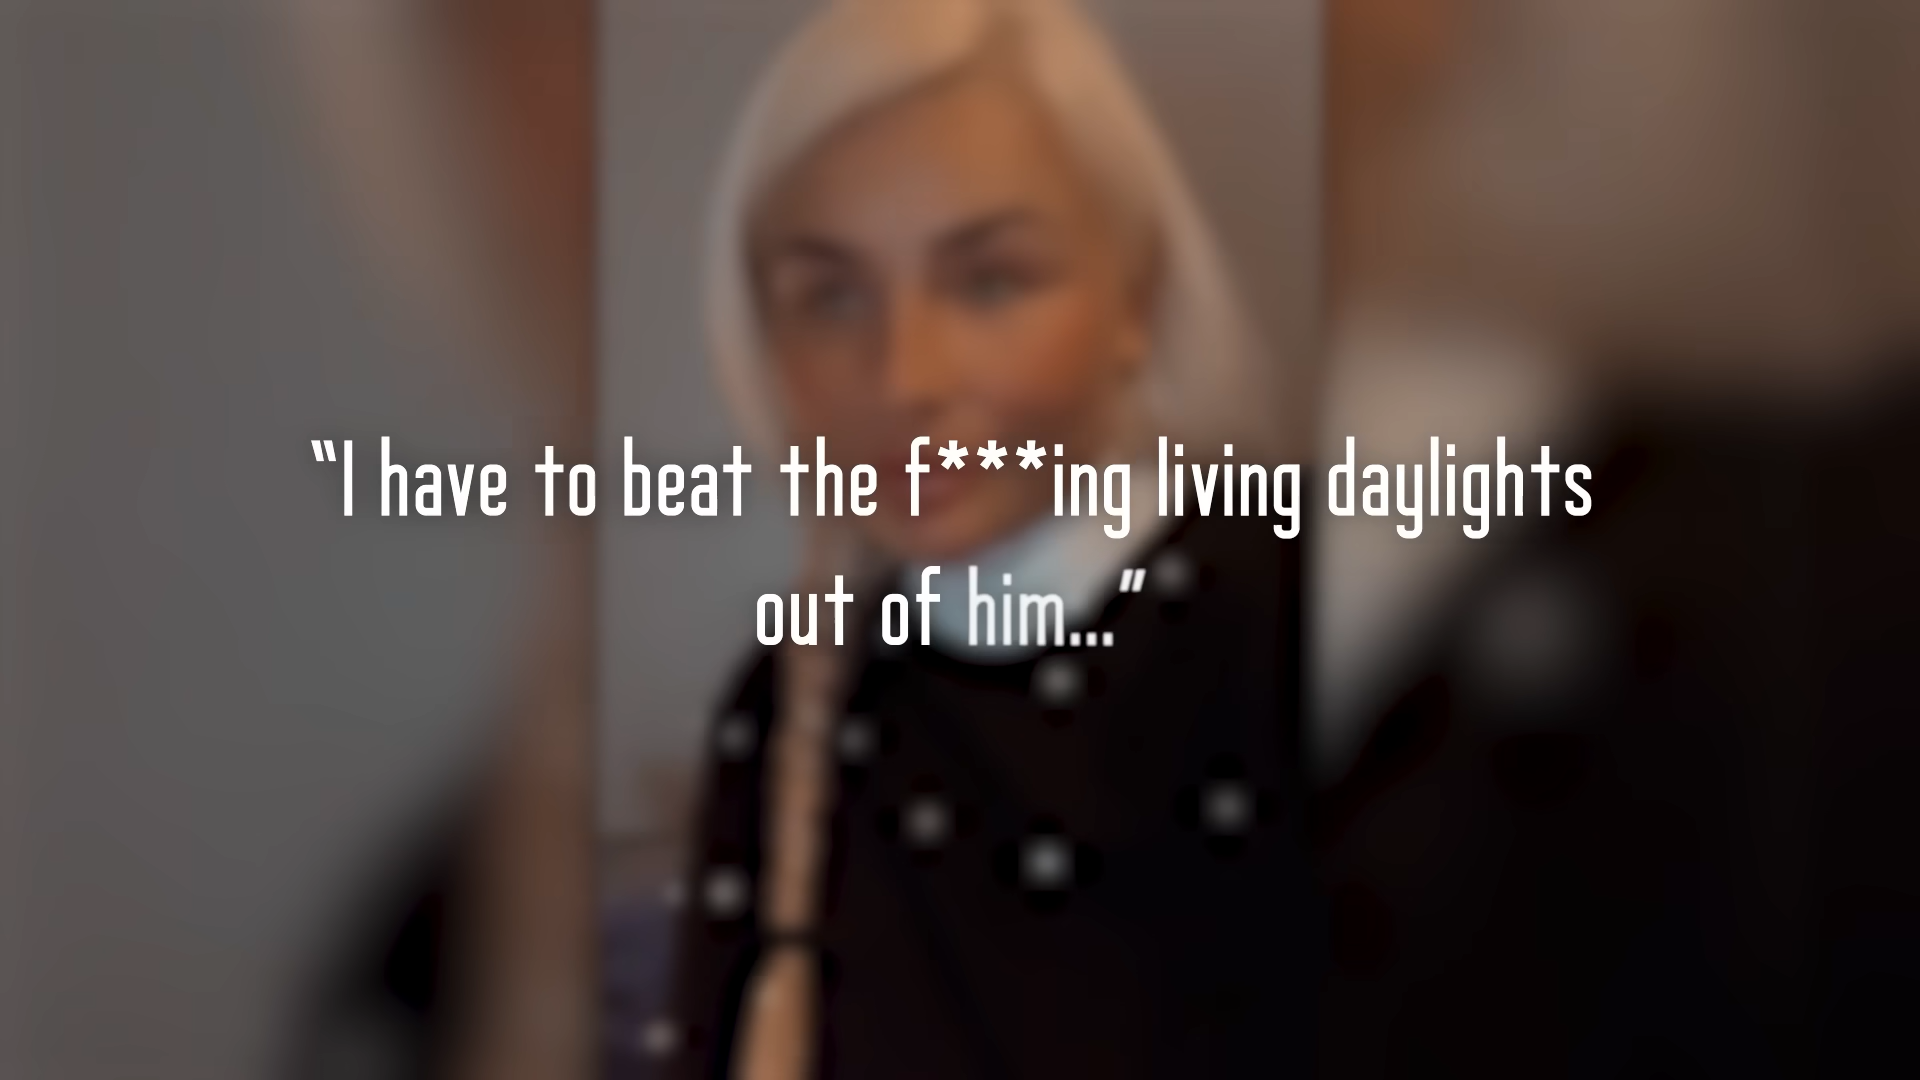 “I have to beat the f***ing living daylights
out of him...”